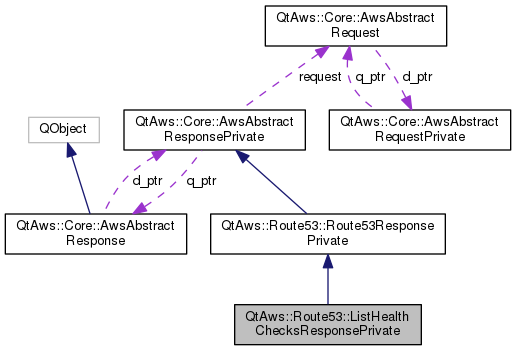 QtAws::Core::AwsAbstract
Request
request
q_ptr
d_ptr
QObject
QtAws::Core::AwsAbstract
ResponsePrivate
QtAws::Core::AwsAbstract
RequestPrivate
d_ptr
q_ptr
QtAws::Core::AwsAbstract
Response
QtAws::Route53::Route53Response
Private
QtAws::Route53::ListHealth
ChecksResponsePrivate